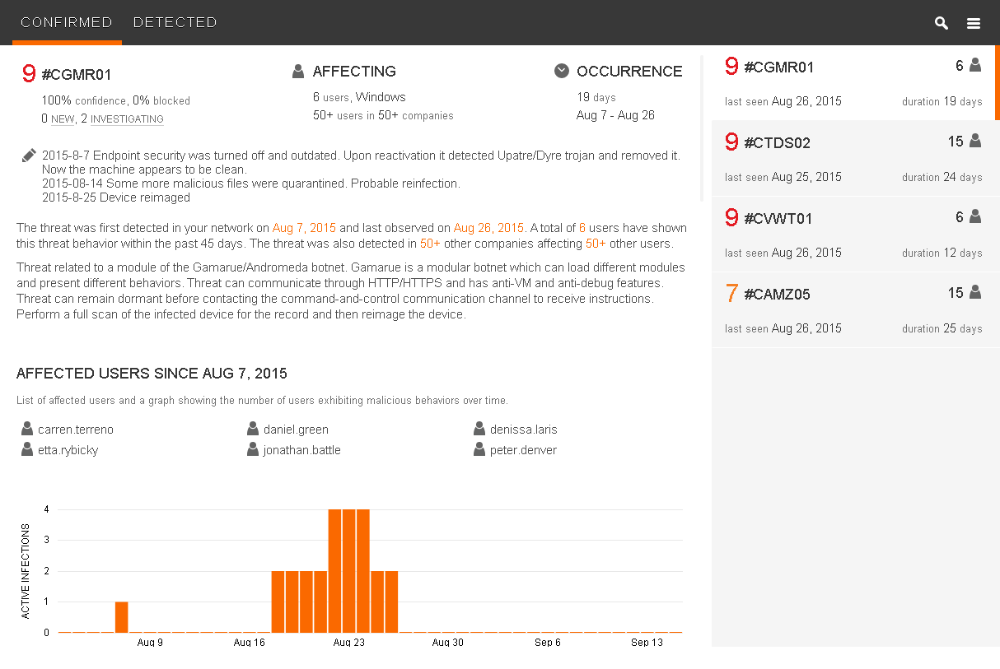 CONFIRMED DETECTED
9 #CGMR01
100% confidence, 0% blocked
0 NEW, 2 INVESTIGATING
AFFECTING
6 users, Windows
50+ users in 50+ companies
OCCURRENCE
19 days
Aug 7 - Aug 26
2015-8-7 Endpoint security was turned off and outdated. Upon reactivation it detected Upatre/Dyre trojan and removed it.
Now the machine appears to be clean.
2015-08-14 Some more malicious files were quarantined. Probable reinfection.
2015-8-25 Device reimaged
The threat was first detected in your network on Aug 7, 2015 and last observed on Aug 26, 2015. A total of 6 users have shown
this threat behavior within the past 45 days. The threat was also detected in 50+ other companies affecting 50+ other users.
Threat related to a module of the Gamarue/Andromeda botnet. Gamarue is a modular botnet which can load different modules
and present different behaviors. Threat can communicate through HTTP/HTTPS and has anti-VM and anti-debug features.
Threat can remain dormant before contacting the command-and-control communication channel to receive instructions.
Perform a full scan of the infected device for the record and then reimage the device.
AFFECTED USERS SINCE AUG 7, 2015
List of affected users and a graph showing the number of users exhibiting malicious behaviors over time.
carren.terreno daniel.green denissa.laris
etta.rybicky jonathan.battle peter.denver
ACTIVE INFECTIONS
4
3
2
1
0
Aug 9 Aug 16 Aug 23 Aug 30 Sep 6 Sep 13
9 #CGMR01 6
last seen Aug 26, 2015 duration 19 days
9 #CTDS02 15
last seen Aug 25, 2015 duration 24 days
9 #CVWT01 6
last seen Aug 26, 2015 duration 12 days
7 #CAMZ05 15
last seen Aug 26, 2015 duration 25 days